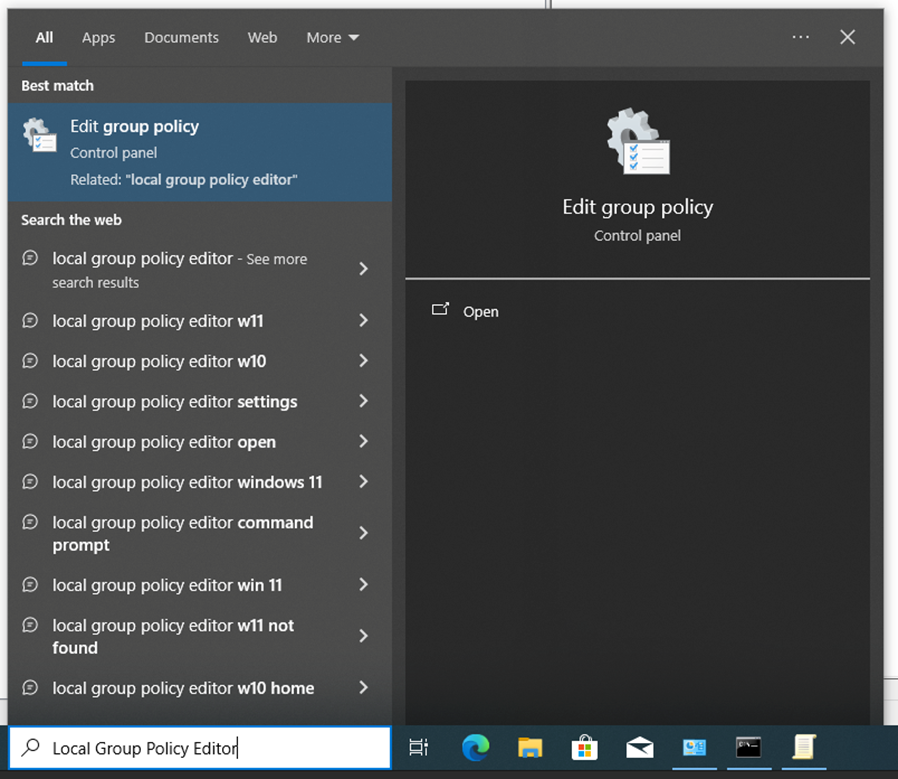 All Apps Documents Web More
Best match
Edit group policy
Control panel
Related: "local group policy editor"
Search the web
local group policy editor - See more
search results
local group policy editor w11
local group policy editor w10
local group policy editor settings
local group policy editor open
local group policy editor windows 11
local group policy editor command
prompt
local group policy editor win 11
local group policy editor w11 not
found
local group policy editor w10 home
Edit group policy
Control panel
Open
Local Group Policy Editor